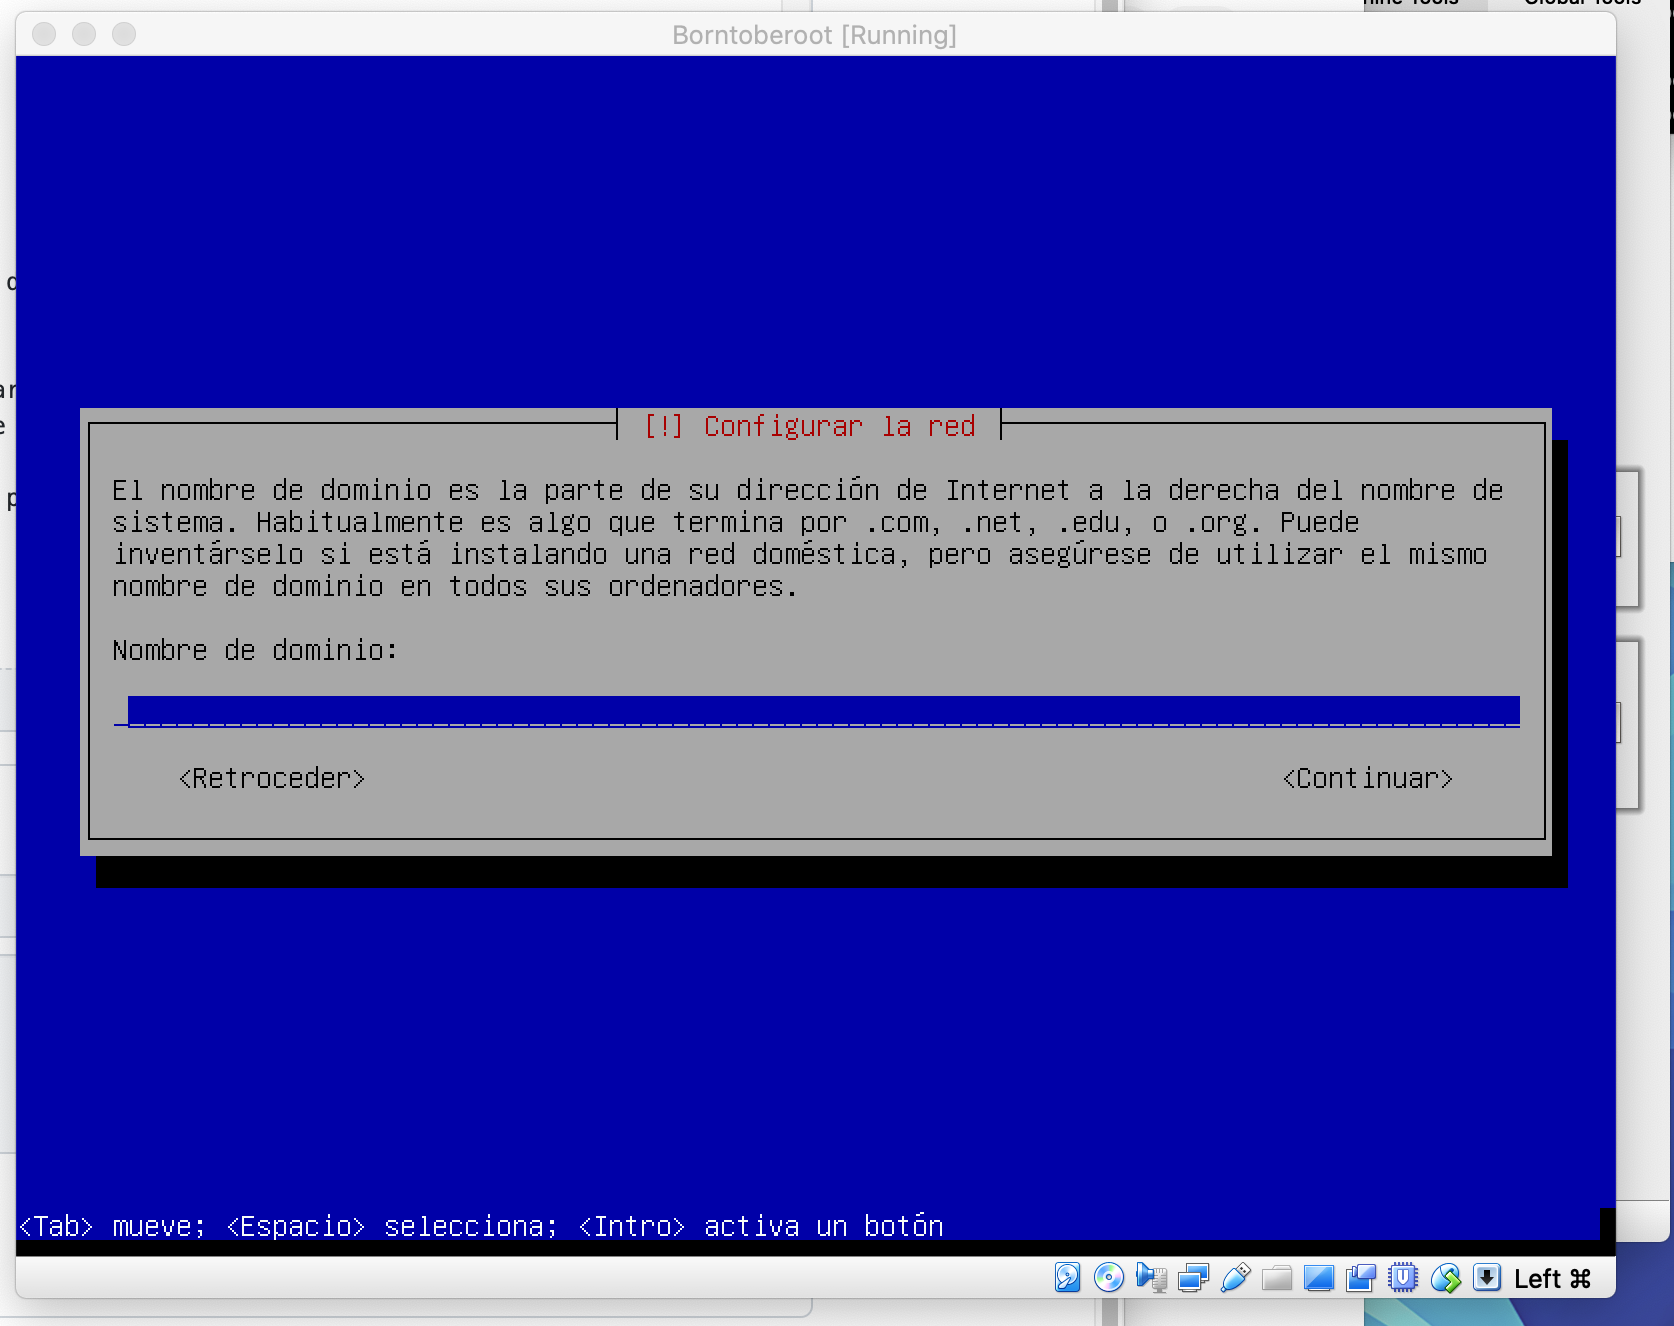 Borntoberoot [Running]
[!] Configurar la red
El nombre de dominio es la parte de su dirección de Internet a la derecha del nombre de
sistema. Habitualmente es algo que termina por .com, .net, .edu, o .org. Puede
inventárselo si está instalando una red doméstica, pero asegúrese de utilizar el mismo
nombre de dominio en todos sus ordenadores.
Nombre de dominio:
<Retroceder> <Continuar>
<Tab> mueve; <Espacio> selecciona; <Intro> activa un botón
Left ⌘